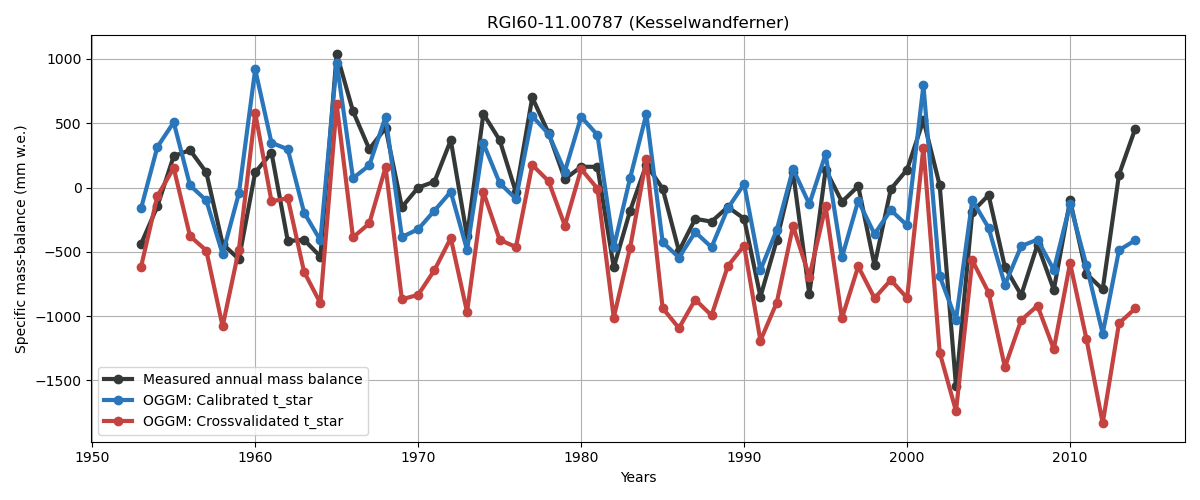 RGI60-11.00787 (Kesselwandferner)
Specific mass-balance (mm w.e.)
1000
500
0
−500
−1000
−1500
Measured annual mass balance
OGGM: Calibrated t_star
OGGM: Crossvalidated t_star
1950 1960 1970 1980 1990 2000 2010
Years